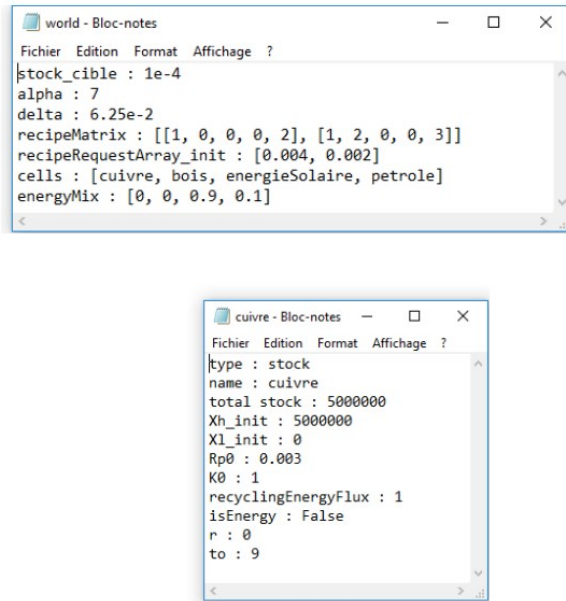 world - Bloc-notes
Fichier Edition Format Affichage ?
stock_cible : 1e-4
alpha : 7
delta : 6.25e-2
recipeMatrix : [[1, 0, 0, 0, 2], [1, 2, 0, 0, 3]]
recipeRequestArray_init : [0.004, 0.002]
cells : [cuivre, bois, energieSolaire, petrole]
energyMix : [0, 0, 0.9, 0.1]
cuivre - Bloc-notes
Fichier Edition Format Affichage ?
type : stock
name : cuivre
total stock : 5000000
Xh_init : 5000000
Xl_init : 0
Rp0 : 0.003
K0 : 1
recyclingEnergyFlux : 1
isEnergy : False
r : 0
to : 9